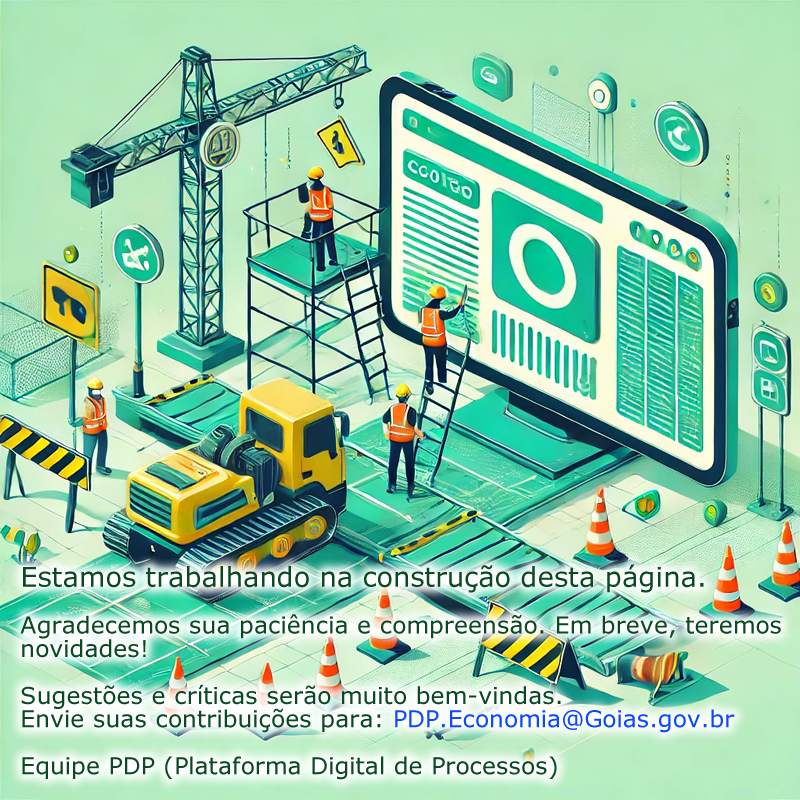 Estamos trabalhando na construção desta página.
Agradecemos sua paciência e compreensão. Em breve, teremos
novidades!
Sugestões e críticas serão muito bem-vindas.
Envie suas contribuições para: PDP.Economia@Goias.gov.br
Equipe PDP (Plataforma Digital de Processos)